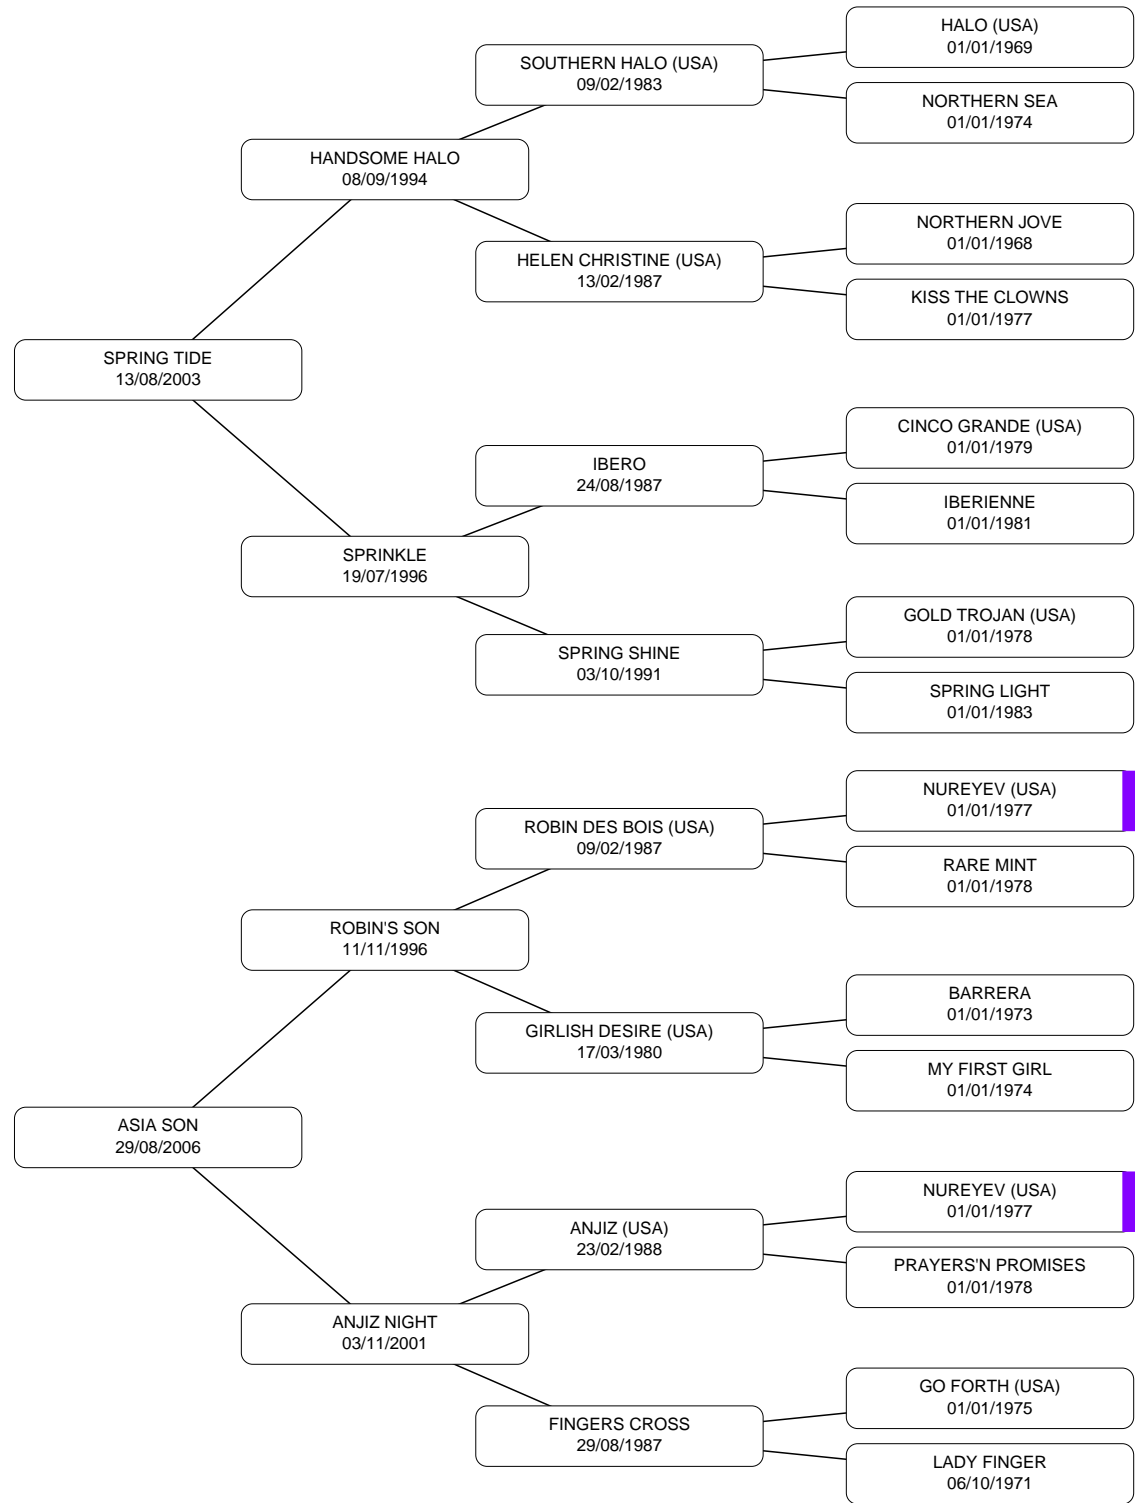 HALO (USA)
01/01/1969
SOUTHERN HALO (USA)
09/02/1983
NORTHERN SEA
01/01/1974
HANDSOME HALO
08/09/1994
NORTHERN JOVE
01/01/1968
HELEN CHRISTINE (USA)
13/02/1987
KISS THE CLOWNS
01/01/1977
SPRING TIDE
13/08/2003
CINCO GRANDE (USA)
01/01/1979
IBERO
24/08/1987
IBERIENNE
01/01/1981
SPRINKLE
19/07/1996
GOLD TROJAN (USA)
01/01/1978
SPRING SHINE
03/10/1991
SPRING LIGHT
01/01/1983
NUREYEV (USA)
01/01/1977
ROBIN DES BOIS (USA)
09/02/1987
RARE MINT
01/01/1978
ROBIN'S SON
11/11/1996
BARRERA
01/01/1973
GIRLISH DESIRE (USA)
17/03/1980
MY FIRST GIRL
01/01/1974
ASIA SON
29/08/2006
NUREYEV (USA)
01/01/1977
ANJIZ (USA)
23/02/1988
PRAYERS'N PROMISES
01/01/1978
ANJIZ NIGHT
03/11/2001
GO FORTH (USA)
01/01/1975
FINGERS CROSS
29/08/1987
LADY FINGER
06/10/1971